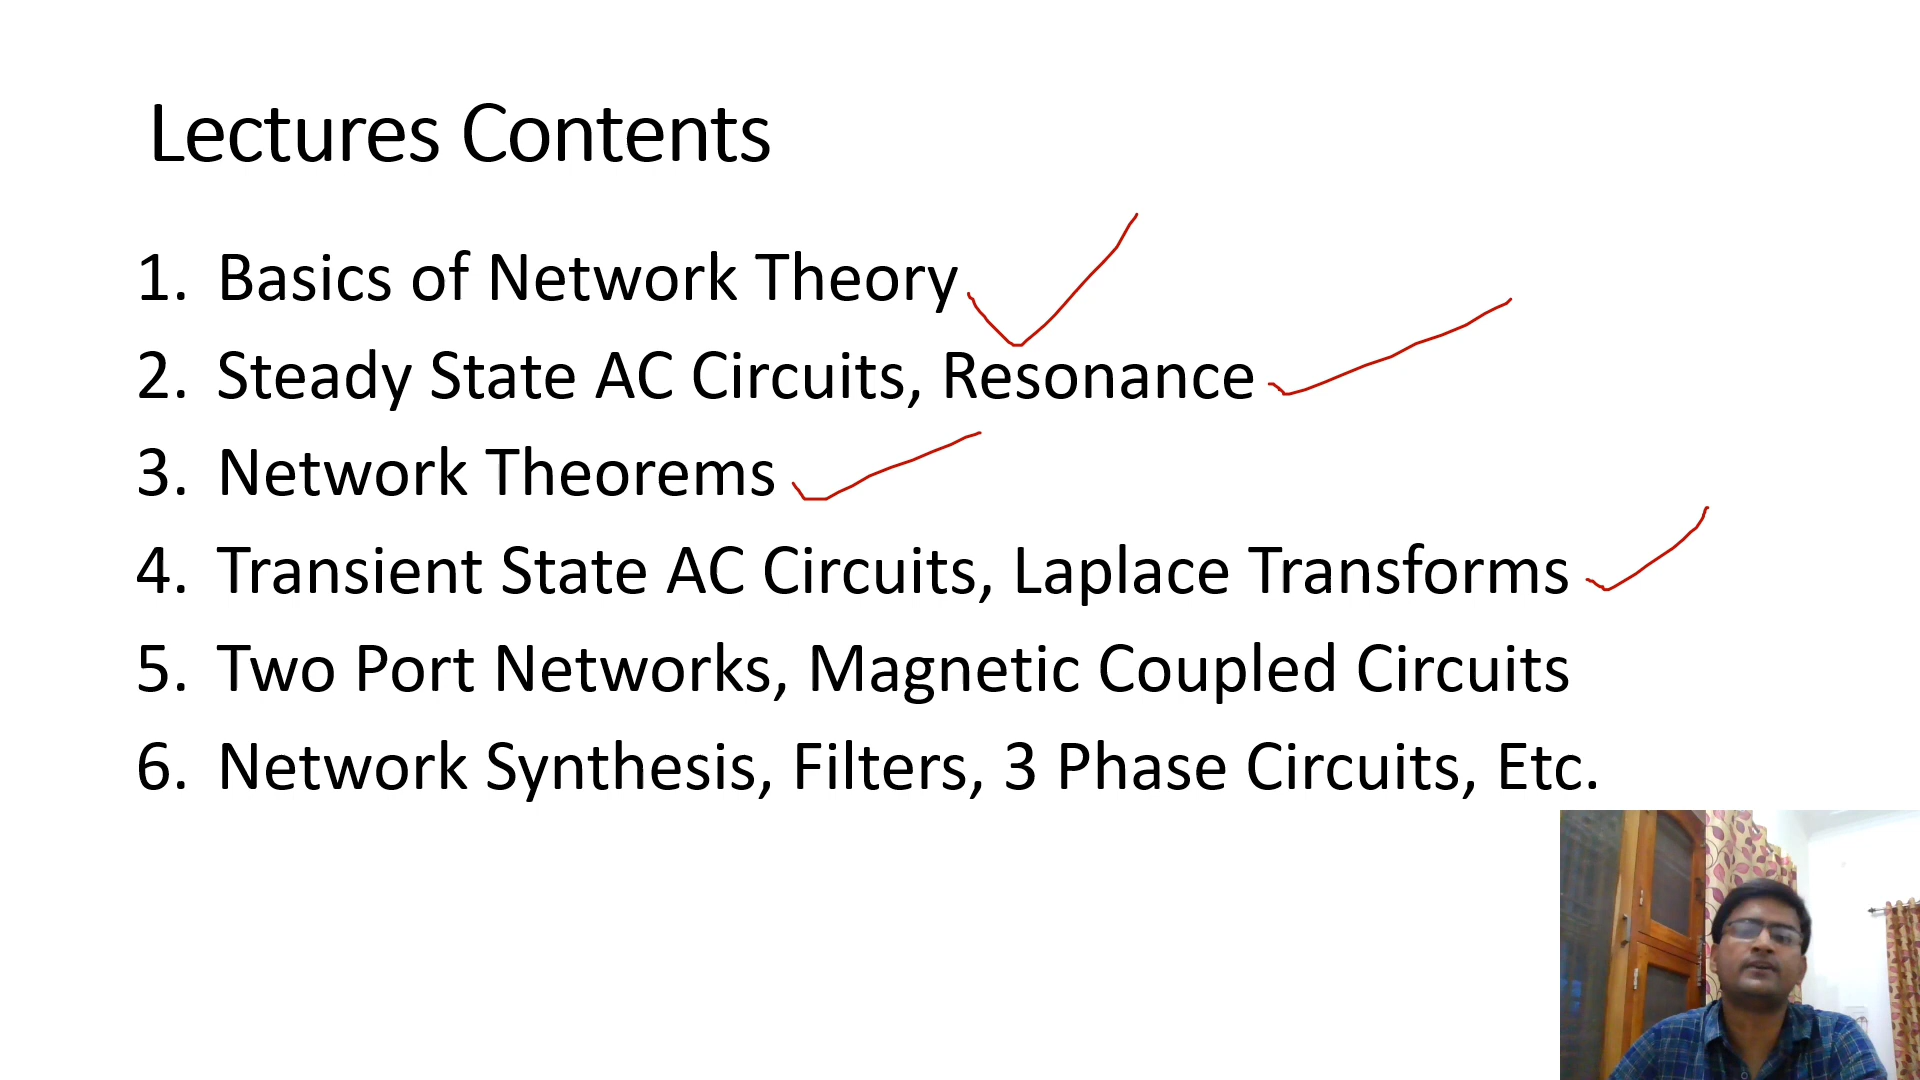 Lectures Contents
1. Basics of Network Theory
2. Steady State AC Circuits, Resonance
3. Network Theorems
4. Transient State AC Circuits, Laplace Transforms
5. Two Port Networks, Magnetic Coupled Circuits
6. Network Synthesis, Filters, 3 Phase Circuits, Etc.